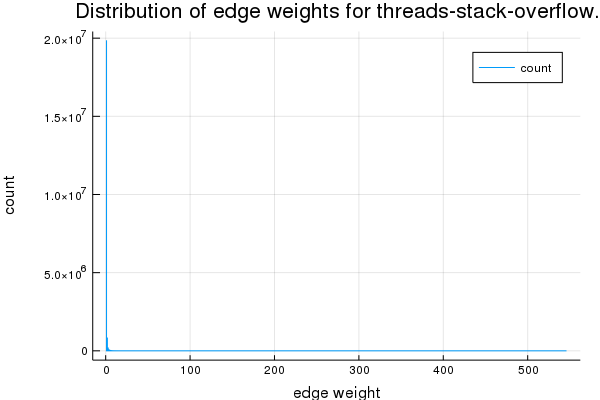 Distribution of edge weights for threads-stack-overflow.
2.0×10⁷
1.5×10⁷
1.0×10⁷
5.0×10⁶
0
count
count
0 100 200 300 400 500
edge weight